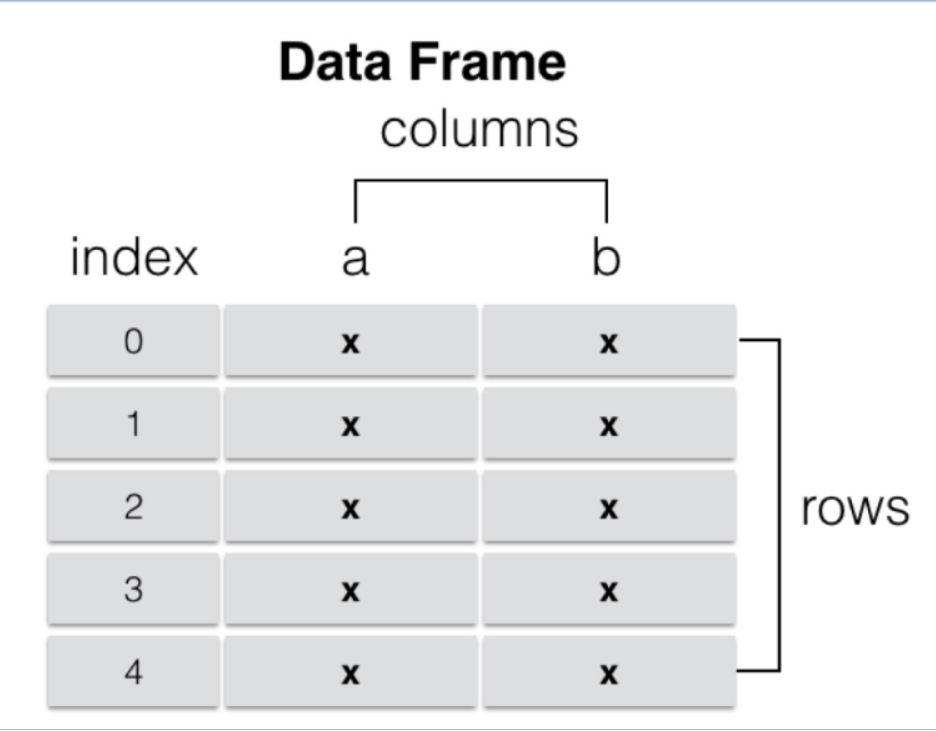 Data Frame
columns
index a b
0 x x
1 x x
2 x x
rows
3 x x
4 x x